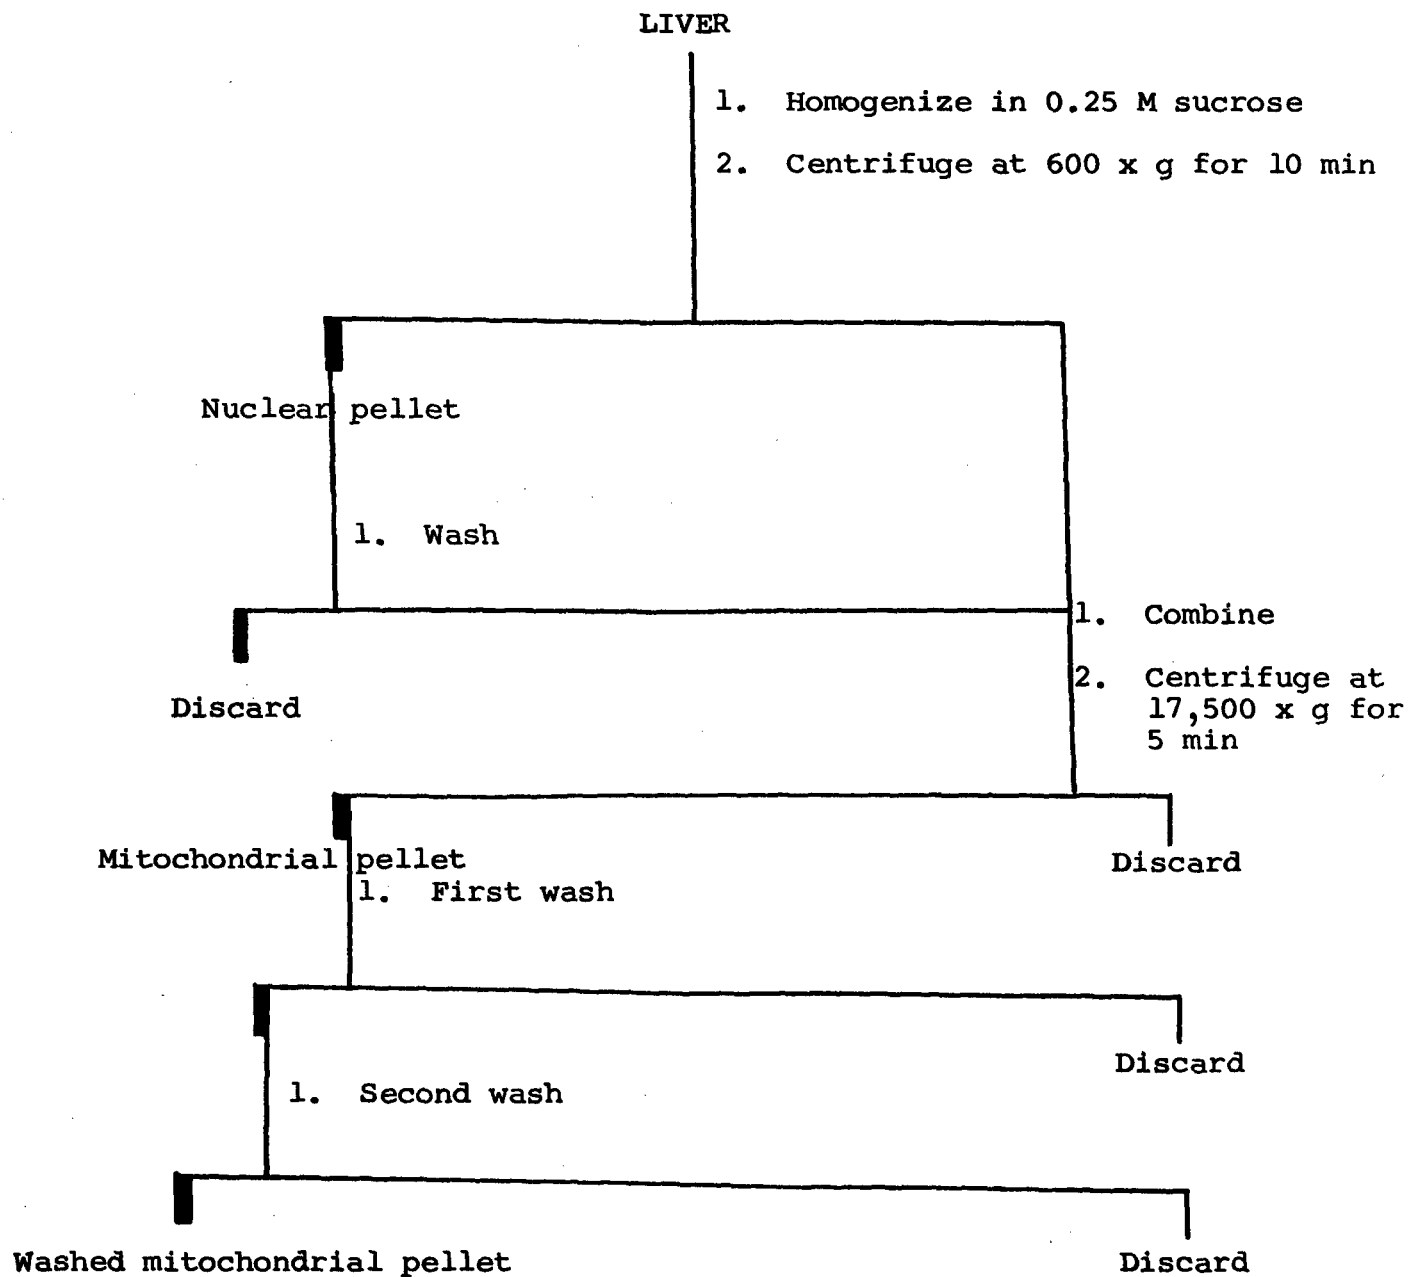 LIVER
1. Homogenize in 0.25 M sucrose
2. Centrifuge at 600 x g for 10 min
Nuclear pellet
1. Wash
1. Combine
2. Centrifuge at
17,500 x g for
5 min
Discard
Mitochondrial pellet
Discard
1. First wash
Discard
1. Second wash
Washed mitochondrial pellet
Discard